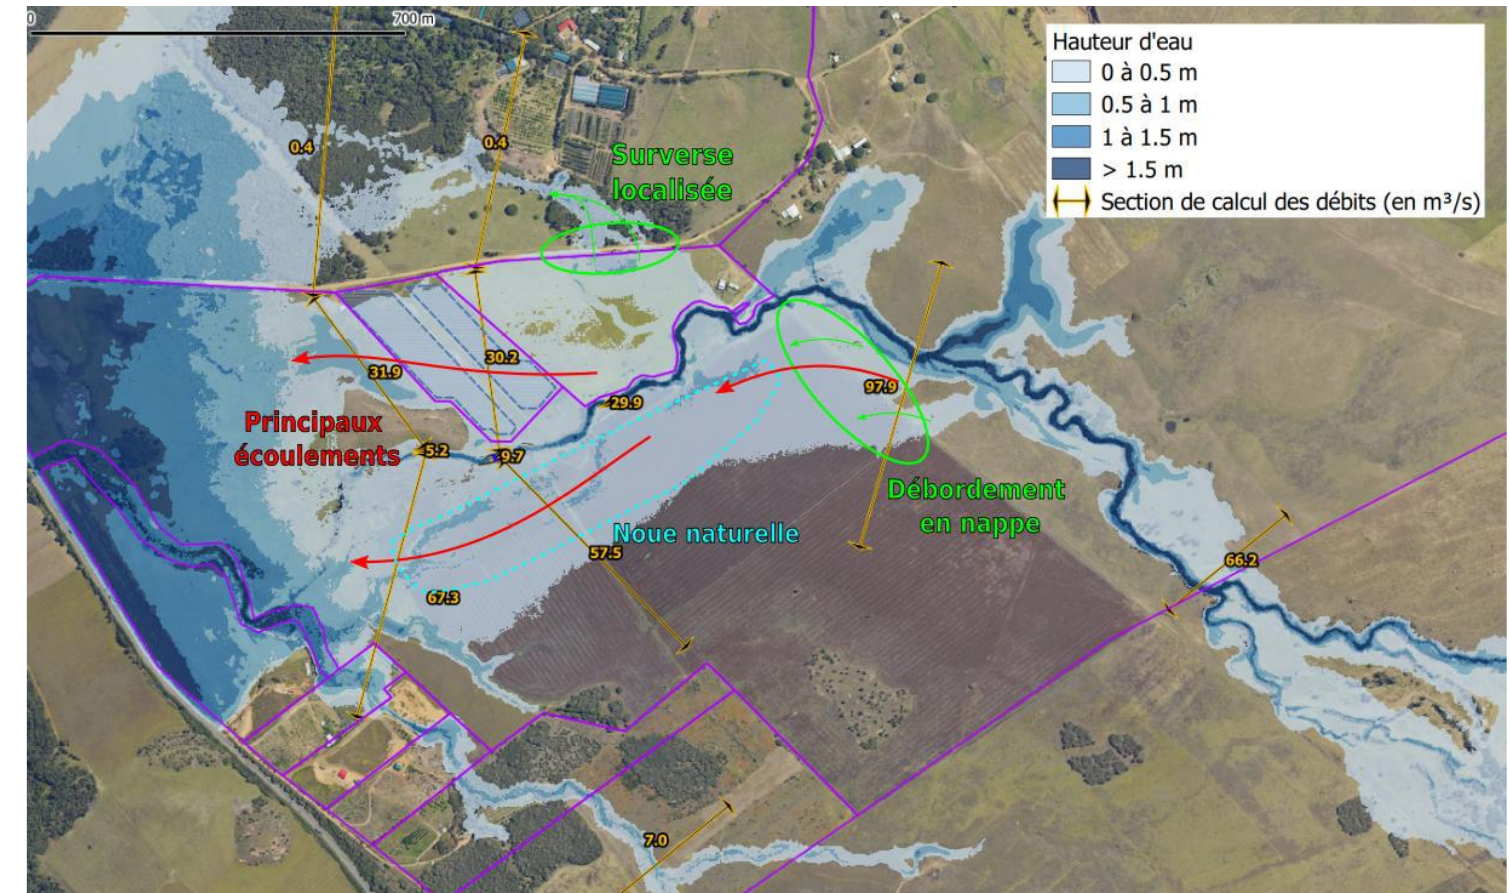 0
700 m
Hauteur d'eau
0 à 0.5 m
0.5 à 1 m
1 à 1.5 m
> 1.5 m
Section de calcul des débits (en m³/s)
0.4
0.4
Surverse
localisée
30.2
31.9
97.9
29.9
Principaux
écoulements
5.2
9.7
Débordement
en nappe
Noue naturelle
57.5
66.2
67.3
7.0